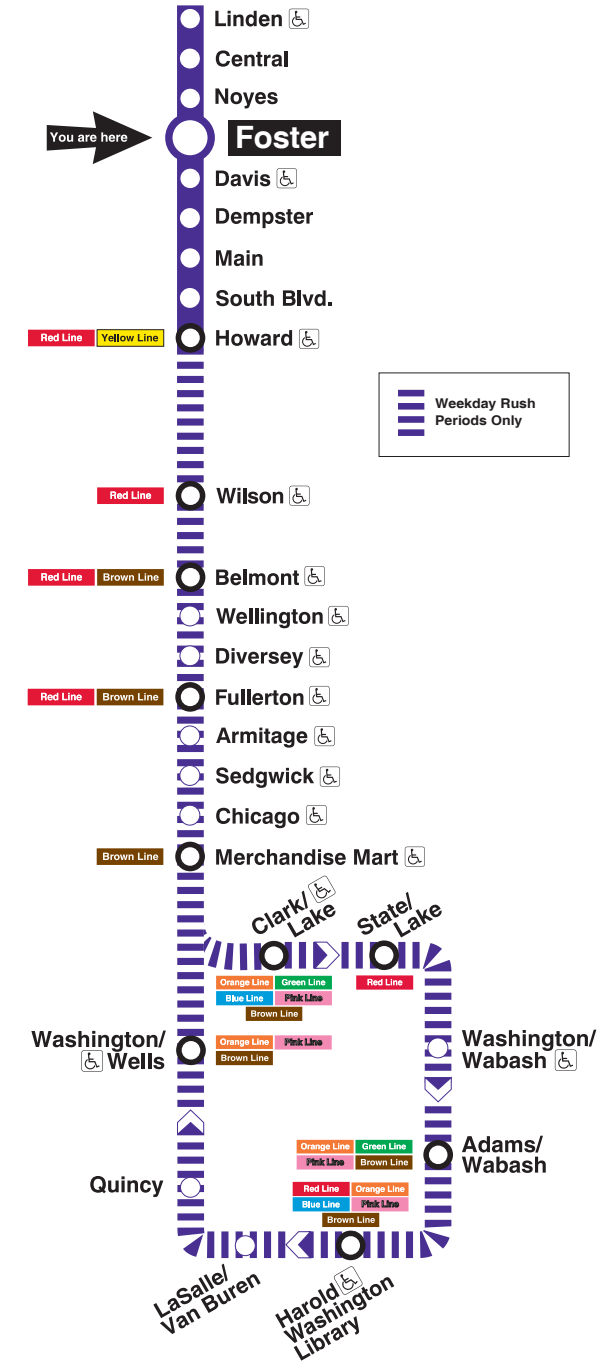 Linden
Central
Noyes
You are here
Foster
Davis
Dempster
Main
South Blvd.
Red Line Yellow Line Howard
Weekday Rush
Periods Only
Red Line Wilson
Red Line Brown Line Belmont
Wellington
Diversey
Red Line Brown Line Fullerton
Armitage
Sedgwick
Chicago
Brown Line Merchandise Mart
Clark/
Lake
State/
Lake
Orange Line Green Line
Blue Line Pink Line
Brown Line
Red Line
Washington/
Wells
Orange Line Pink Line
Brown Line
Washington/
Wabash
Orange Line Green Line
Pink Line Brown Line
Adams/
Wabash
Red Line Orange Line
Blue Line Pink Line
Brown Line
Quincy
LaSalle/
Van Buren
Harold
Washington
Library